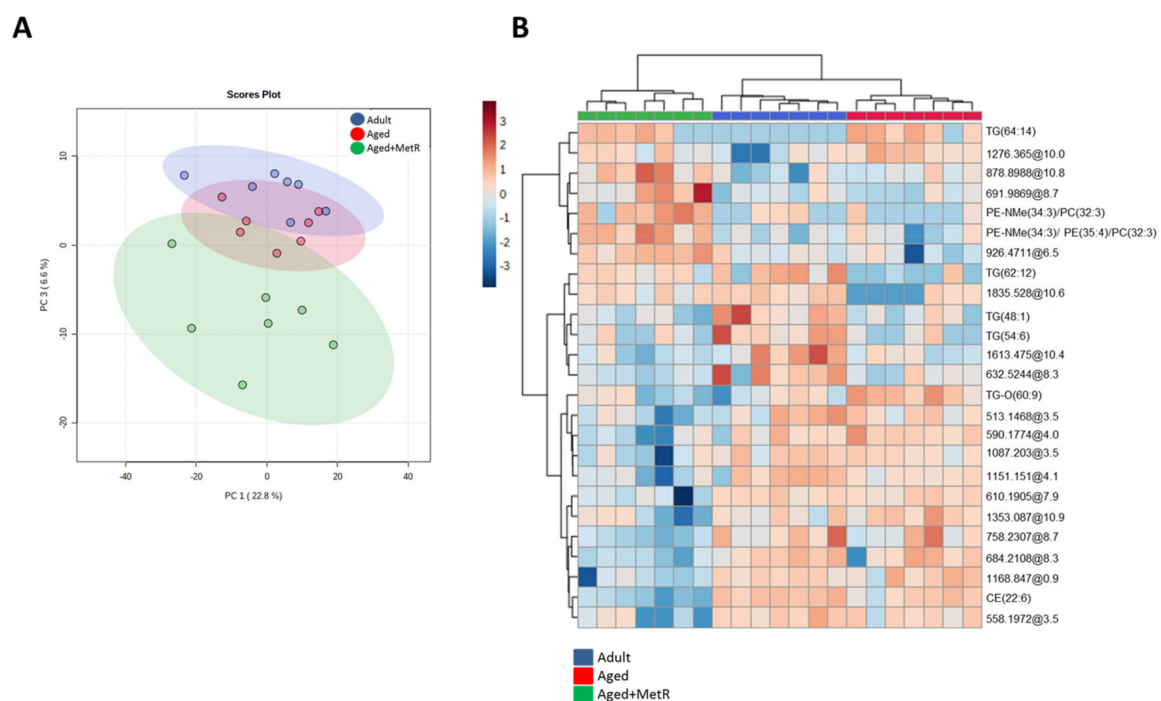 A
B
Scores Plot
Adult
Aged
Aged+MetR
10
0
-10
-20
PC 3 ( 6.6 %)
-40
-20
0
20
40
PC 1 ( 22.8 %)
3
2
1
0
-1
-2
-3
TG(64:14)
1276.365@10.0
878.8988@10.8
691.9869@8.7
PE-NMe(34:3)/PC(32:3)
PE-NMe(34:3)/ PE(35:4)/PC(32:3)
926.4711@6.5
TG(62:12)
1835.528@10.6
TG(48:1)
TG(54:6)
1613.475@10.4
632.5244@8.3
TG-O(60:9)
513.1468@3.5
590.1774@4.0
1087.203@3.5
1151.151@4.1
610.1905@7.9
1353.087@10.9
758.2307@8.7
684.2108@8.3
1168.847@0.9
CE(22:6)
558.1972@3.5
Adult
Aged
Aged+MetR